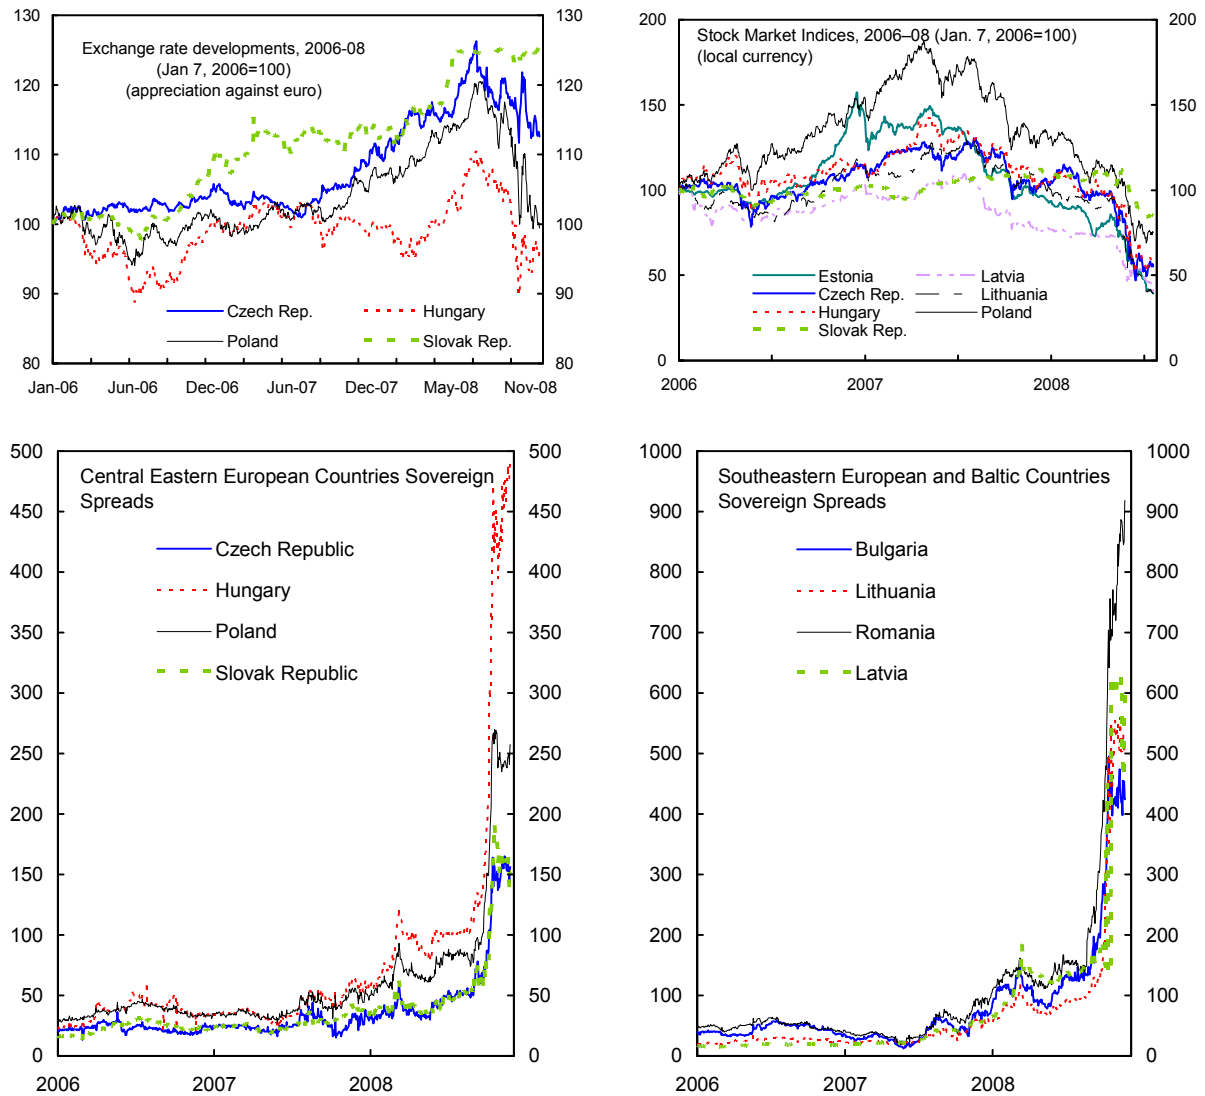 130
120
110
100
90
80
Exchange rate developments, 2006-08
(Jan 7, 2006=100)
(appreciation against euro)
Czech Rep.
Hungary
Poland
Slovak Rep.
130
120
110
100
90
80
Jan-06
Jun-06
Dec-06
Jun-07
Dec-07
May-08
Nov-08
200
150
100
50
0
Stock Market Indices, 2006–08 (Jan. 7, 2006=100)
(local currency)
Estonia
Latvia
Czech Rep.
Lithuania
Hungary
Poland
Slovak Rep.
200
150
100
50
0
2006
2007
2008
500
450
400
350
300
250
200
150
100
50
0
Central Eastern European Countries Sovereign
Spreads
Czech Republic
Hungary
Poland
Slovak Republic
500
450
400
350
300
250
200
150
100
50
0
2006
2007
2008
1000
900
800
700
600
500
400
300
200
100
0
Southeastern European and Baltic Countries
Sovereign Spreads
Bulgaria
Lithuania
Romania
Latvia
1000
900
800
700
600
500
400
300
200
100
0
2006
2007
2008